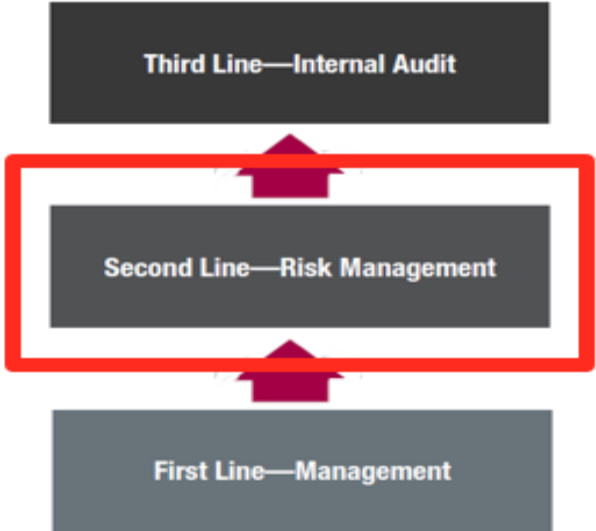 Third Line—Internal Audit
Second Line—Risk Management
First Line—Management